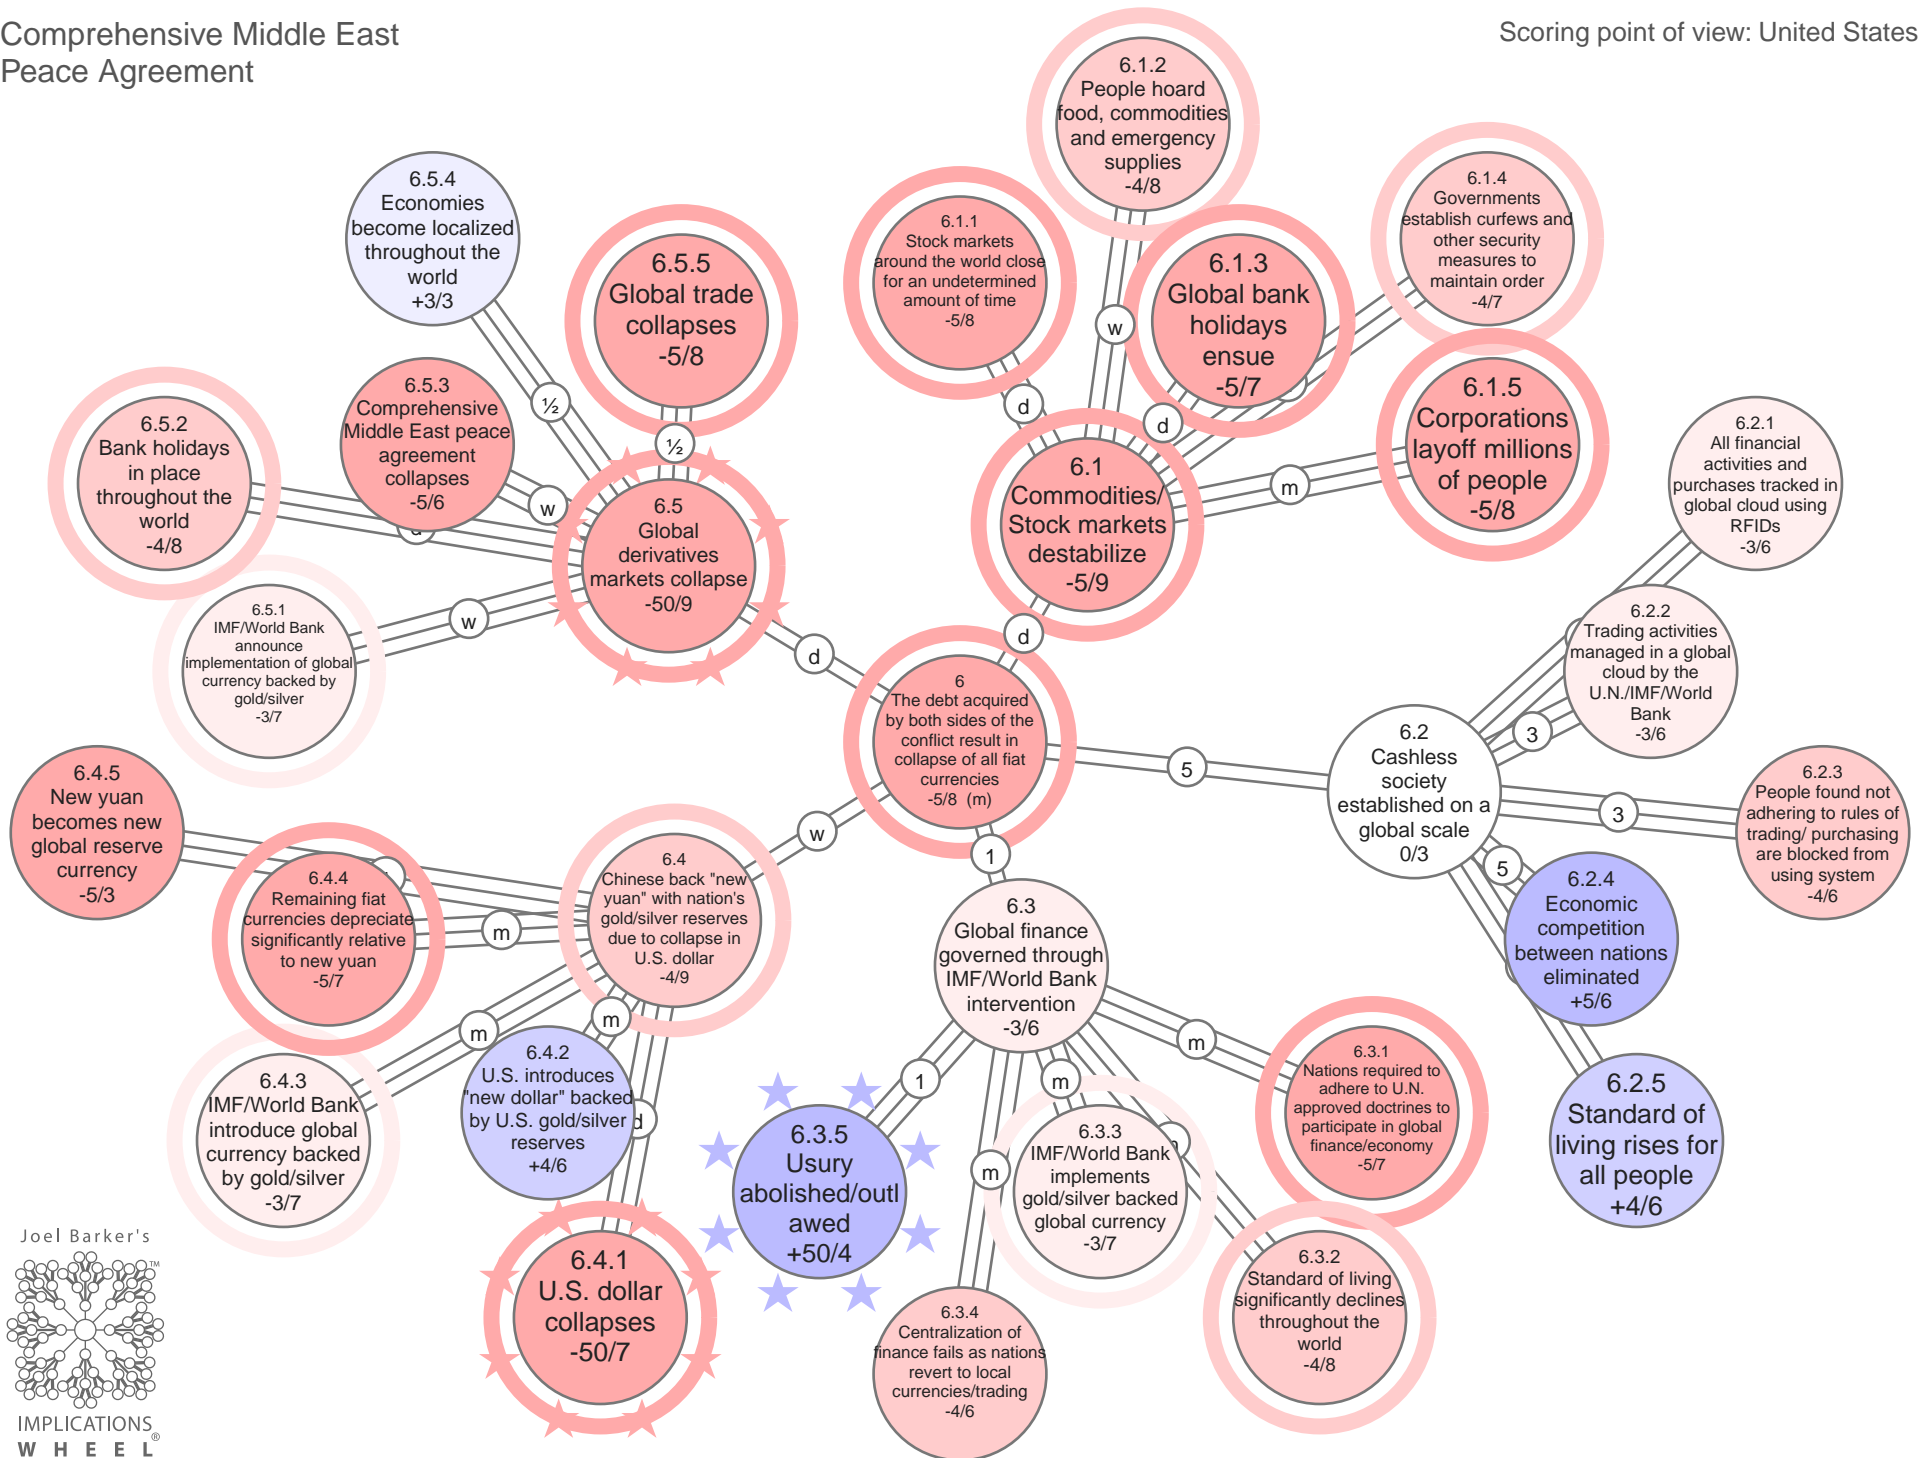 Comprehensive Middle East
Peace Agreement
Scoring point of view: United States
6.1.2
People hoard
food, commodities
and emergency
supplies
-4/8
6.5.4
Economies
become localized
throughout the
world
+3/3
6.1.4
Governments
establish curfews and
other security
measures to
maintain order
-4/7
6.1.1
Stock markets
around the world close
for an undetermined
amount of time
-5/8
6.5.5
Global trade
collapses
-5/8
6.1.3
Global bank
holidays
ensue
-5/7
w
6.5.3
Comprehensive
Middle East peace
agreement
collapses
-5/6
½
d
d
6.1.5
Corporations
layoff millions
of people
-5/8
6.5.2
Bank holidays
in place
throughout the
world
-4/8
½
6.2.1
All financial
activities and
purchases tracked in
global cloud using
RFIDs
-3/6
w
6.5
Global
derivatives
markets collapse
-50/9
6.1
Commodities/
Stock markets
destabilize
-5/9
m
6.5.1
IMF/World Bank
announce
implementation of global
currency backed by
gold/silver
-3/7
w
d
d
6.2.2
Trading activities
managed in a global
cloud by the
U.N./IMF/World
Bank
-3/6
6
The debt acquired
by both sides of the
conflict result in
collapse of all fiat
currencies
-5/8 (m)
5
6.2
Cashless
society
established on a
global scale
0/3
3
3
6.2.3
People found not
adhering to rules of
trading/ purchasing
are blocked from
using system
-4/6
6.4.5
New yuan
becomes new
global reserve
currency
-5/3
w
1
5
6.4.4
Remaining fiat
currencies depreciate
significantly relative
to new yuan
-5/7
m
6.4
Chinese back "new
yuan" with nation's
gold/silver reserves
due to collapse in
U.S. dollar
-4/9
6.3
Global finance
governed through
IMF/World Bank
intervention
-3/6
6.2.4
Economic
competition
between nations
eliminated
+5/6
m
m
m
6.4.3
IMF/World Bank
introduce global
currency backed
by gold/silver
-3/7
6.4.2
U.S. introduces
"new dollar" backed
by U.S. gold/silver
reserves
+4/6
d
1
m
6.3.1
Nations required to
adhere to U.N.
approved doctrines to
participate in global
finance/economy
-5/7
6.2.5
Standard of
living rises for
all people
+4/6
6.3.5
Usury
abolished/outl
awed
+50/4
m
6.3.3
IMF/World Bank
implements
gold/silver backed
global currency
-3/7
6.4.1
U.S. dollar
collapses
-50/7
6.3.4
Centralization of
finance fails as nations
revert to local
currencies/trading
-4/6
6.3.2
Standard of living
significantly declines
throughout the
world
-4/8
Joel Barker's
TM
IMPLICATIONS
WHEEL®